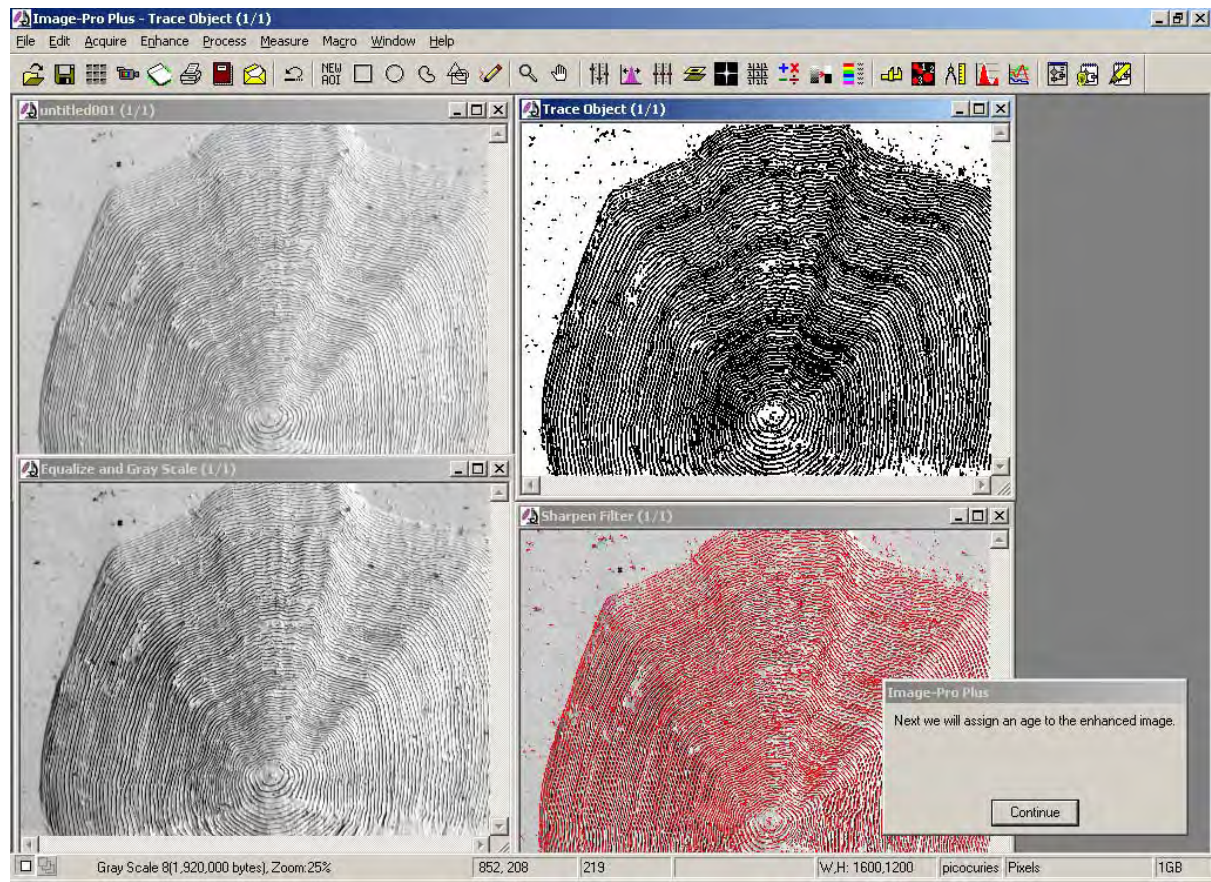 Image-Pro Plus - Trace Object (1/1)
File Edit Acquire Enhance Process Measure Macro Window Help
NEW
AOI
untitled001 (1/1)
Trace Object (1/1)
Equalize and Gray Scale (1/1)
Sharpen Filter (1/1)
Image-Pro Plus
Next we will assign an age to the enhanced image.
Continue
Gray Scale 8(1,920,000 bytes), Zoom:25% 852, 208 219 W,H: 1600,1200 picocuries Pixels 1GB